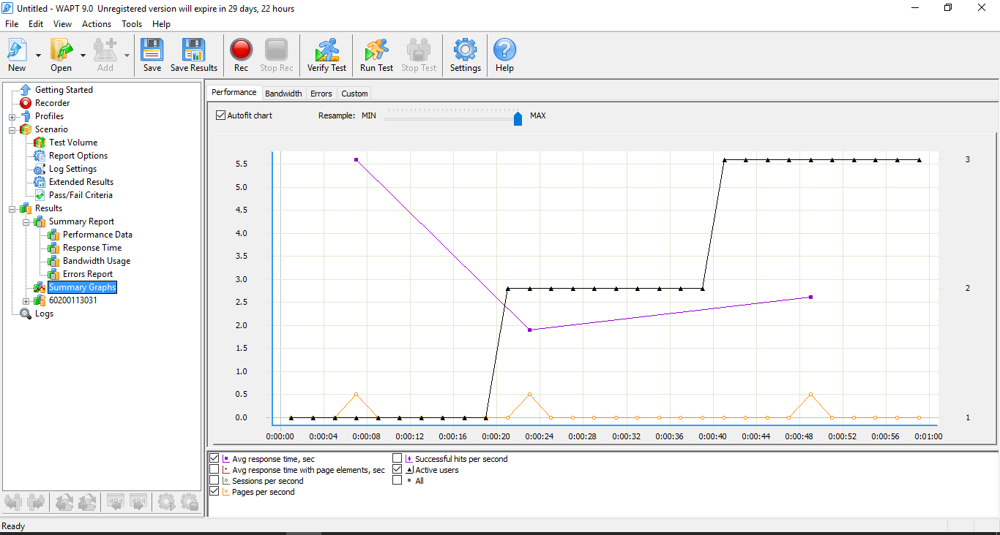 Untitled - WAPT 9.0  Unregistered version will expire in 29 days, 22 hours
File Edit View Actions Tools Help
New Open Add Save Save Results Rec Stop Rec Verify Test Run Test Stop Test Settings Help
Getting Started
Recorder
Profiles
Scenario
Test Volume
Report Options
Log Settings
Extended Results
Pass/Fail Criteria
Results
Summary Report
Performance Data
Response Time
Bandwidth Usage
Errors Report
Summary Graphs
60200113031
Logs
Performance Bandwidth Errors Custom
Autofit chart Resample: MIN MAX
5.5 3
5.0
4.5
4.0
3.5
3.0 2
2.5
2.0
1.5
1.0
0.5
0.0 1
0:00:00 0:00:04 0:00:08 0:00:12 0:00:16 0:00:20 0:00:24 0:00:28 0:00:32 0:00:36 0:00:40 0:00:44 0:00:48 0:00:52 0:00:56 0:01:00
Avg response time, sec Successful hits per second
Avg response time with page elements, sec Active users
Sessions per second All
Pages per second
404 404
Ready